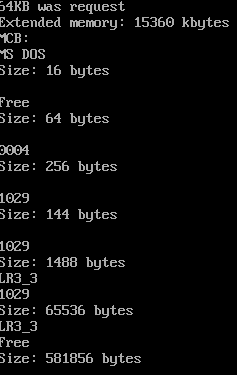 64KB was request
Extended memory: 15360 kbytes
MCB:
MS DOS
Size: 16 bytes
Free
Size: 64 bytes
0004
Size: 256 bytes
1029
Size: 144 bytes
1029
Size: 1488 bytes
LR3_3
1029
Size: 65536 bytes
LR3_3
Free
Size: 581856 bytes